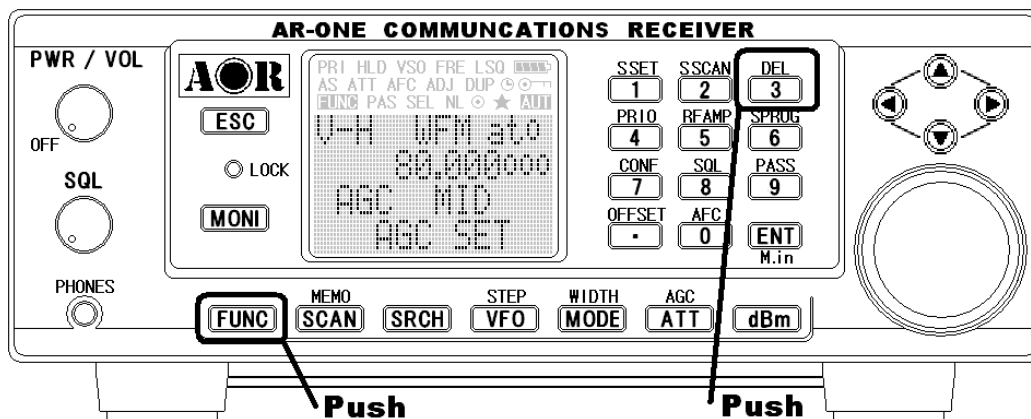 AR-ONE COMMUNCATIONS RECEIVER
PWR / VOL
OFF
SQL
PHONES
AOR
ESC
LOCK
MONI
PRI HLD VSO FRE LSQ
AS ATT AFC ADJ DUP
FUNC PAS SEL NL AUT
V-H WFM ato
80.000000
AGC MID
AGC SET
SSET SSCAN DEL
1 2 3
PRIO RFAMP SPRUG
4 5 6
CONF SQL PASS
7 8 9
OFFSET AFC
. 0 ENT
M.in
MEMO STEP WIDTH AGC
FUNC SCAN SRCH VFO MODE ATT dBm
Push Push